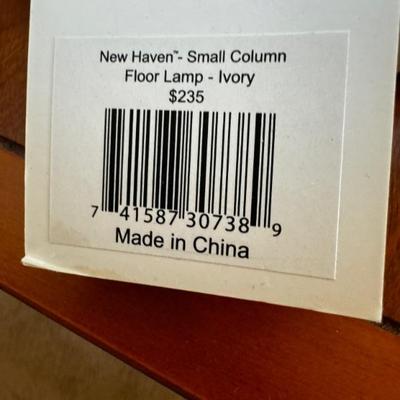 New Haven™- Small Column
Floor Lamp - Ivory
$235
7 41587 30738 9
Made in China